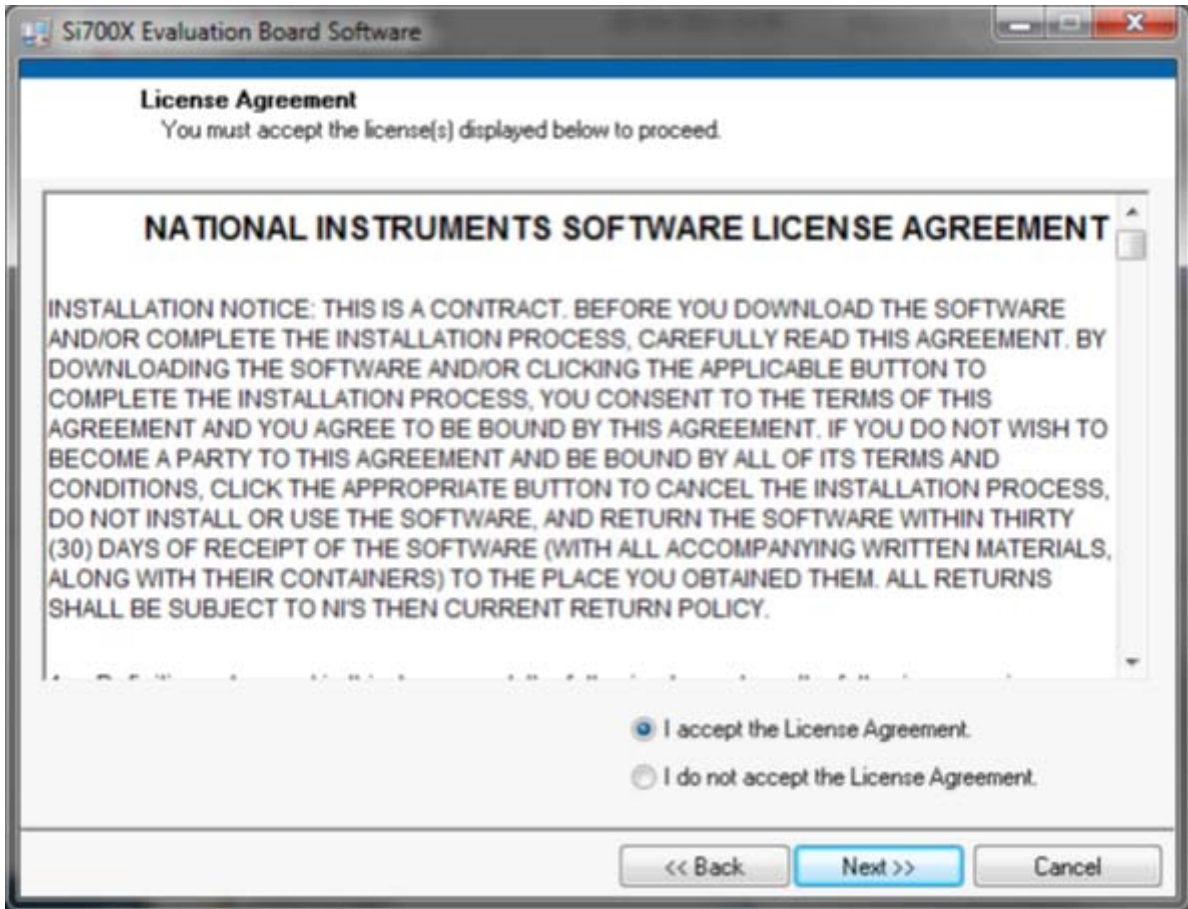 Si700X Evaluation Board Software
License Agreement
You must accept the license(s) displayed below to proceed.
NATIONAL INSTRUMENTS SOFTWARE LICENSE AGREEMENT
INSTALLATION NOTICE: THIS IS A CONTRACT. BEFORE YOU DOWNLOAD THE SOFTWARE
AND/OR COMPLETE THE INSTALLATION PROCESS, CAREFULLY READ THIS AGREEMENT. BY
DOWNLOADING THE SOFTWARE AND/OR CLICKING THE APPLICABLE BUTTON TO
COMPLETE THE INSTALLATION PROCESS, YOU CONSENT TO THE TERMS OF THIS
AGREEMENT AND YOU AGREE TO BE BOUND BY THIS AGREEMENT. IF YOU DO NOT WISH TO
BECOME A PARTY TO THIS AGREEMENT AND BE BOUND BY ALL OF ITS TERMS AND
CONDITIONS, CLICK THE APPROPRIATE BUTTON TO CANCEL THE INSTALLATION PROCESS,
DO NOT INSTALL OR USE THE SOFTWARE, AND RETURN THE SOFTWARE WITHIN THIRTY
(30) DAYS OF RECEIPT OF THE SOFTWARE (WITH ALL ACCOMPANYING WRITTEN MATERIALS,
ALONG WITH THEIR CONTAINERS) TO THE PLACE YOU OBTAINED THEM. ALL RETURNS
SHALL BE SUBJECT TO NI'S THEN CURRENT RETURN POLICY.
I accept the License Agreement.
I do not accept the License Agreement.
<< Back Next >> Cancel